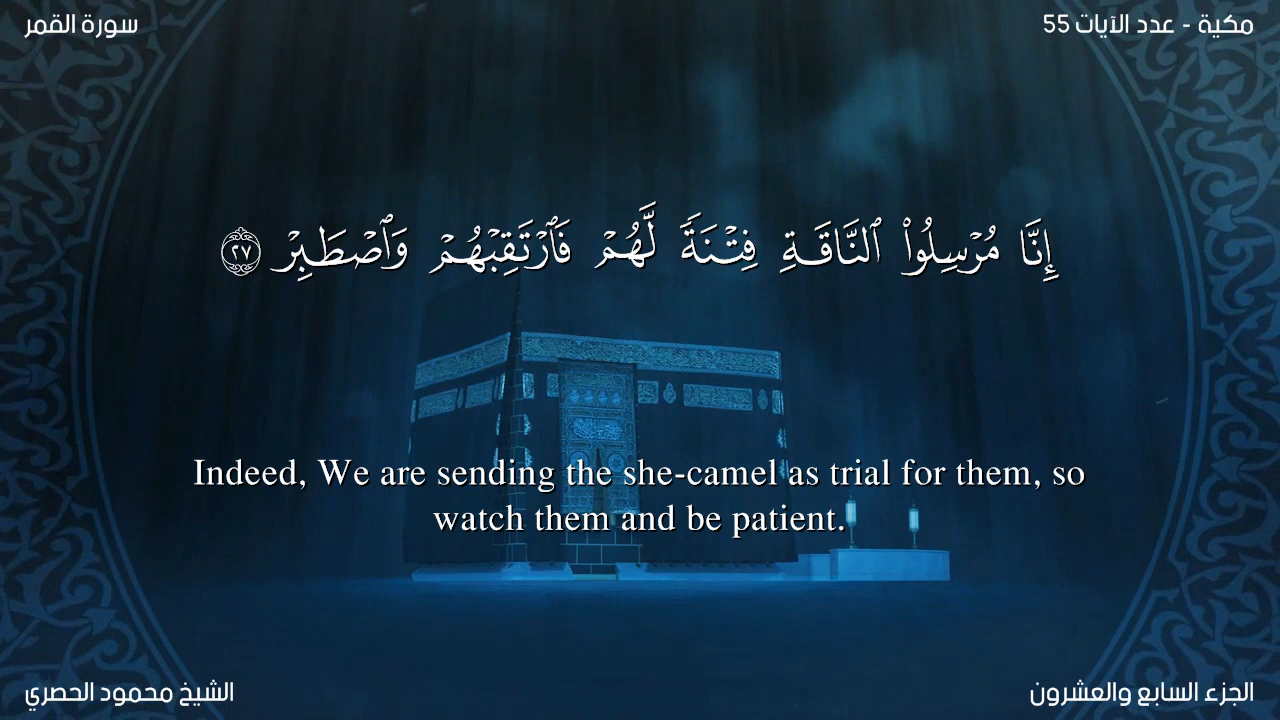 سورة القمر
مكية - عدد الآيات 55
إِنَّا مُرْسِلُوا۟ ٱلنَّاقَةِ فِتْنَةً لَّهُمْ فَٱرْتَقِبْهُمْ وَٱصْطَبِرْ ٢٧
Indeed, We are sending the she-camel as trial for them, so
watch them and be patient.
الشيخ محمود الحصري
الجزء السابع والعشرون